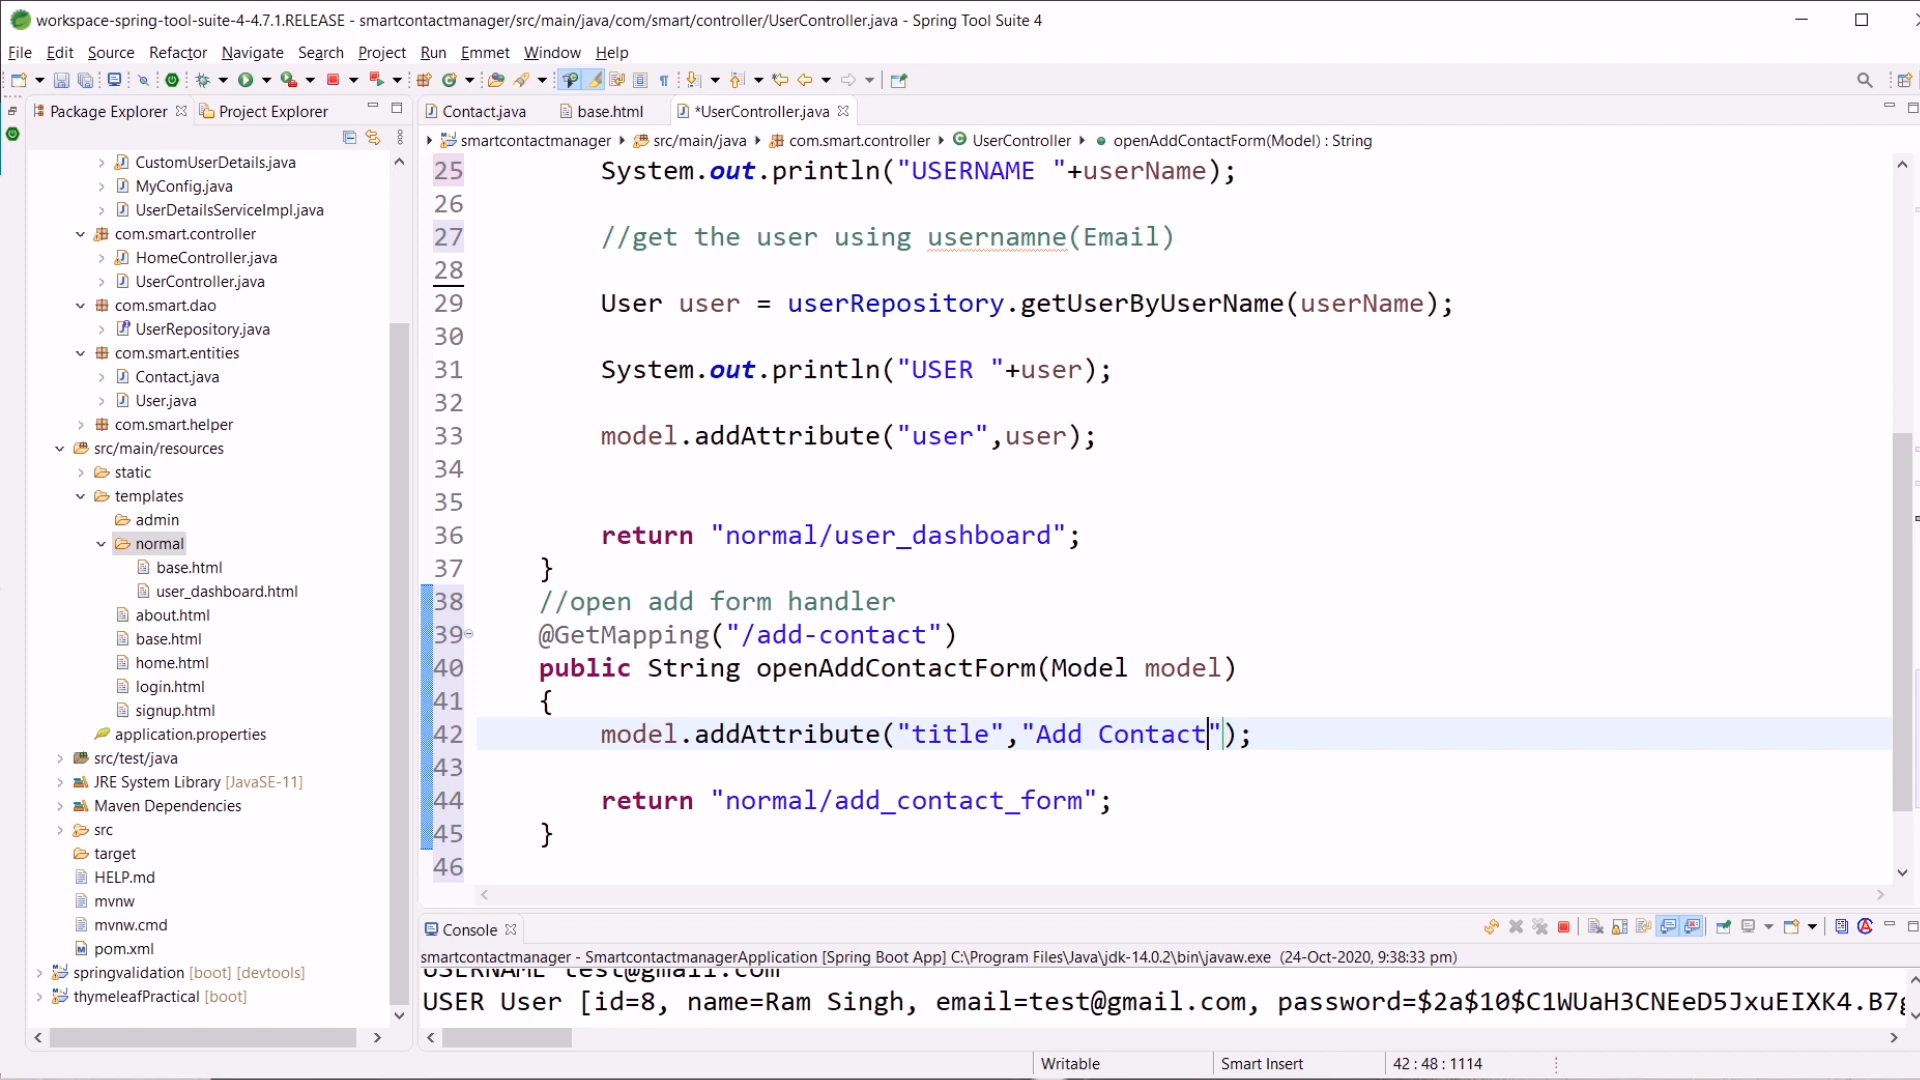 workspace-spring-tool-suite-4-4.7.1.RELEASE - smartcontactmanager/src/main/java/com/smart/controller/UserController.java - Spring Tool Suite 4
File Edit Source Refactor Navigate Search Project Run Emmet Window Help
Package Explorer Project Explorer
CustomUserDetails.java
MyConfig.java
UserDetailsServiceImpl.java
com.smart.controller
HomeController.java
UserController.java
com.smart.dao
UserRepository.java
com.smart.entities
Contact.java
User.java
com.smart.helper
src/main/resources
static
templates
admin
normal
base.html
user_dashboard.html
about.html
base.html
home.html
login.html
signup.html
application.properties
src/test/java
JRE System Library [JavaSE-11]
Maven Dependencies
src
target
HELP.md
mvnw
mvnw.cmd
pom.xml
springvalidation [boot] [devtools]
thymeleafPractical [boot]
Contact.java base.html *UserController.java
smartcontactmanager src/main/java com.smart.controller UserController openAddContactForm(Model) : String
25 System.out.println("USERNAME "+userName);
26
27 //get the user using usernamne(Email)
28
29 User user = userRepository.getUserByUserName(userName);
30
31 System.out.println("USER "+user);
32
33 model.addAttribute("user",user);
34
35
36 return "normal/user_dashboard";
37 }
38 //open add form handler
39 @GetMapping("/add-contact")
40 public String openAddContactForm(Model model)
41 {
42 model.addAttribute("title","Add Contact");
43
44 return "normal/add_contact_form";
45 }
46
Console
smartcontactmanager - SmartcontactmanagerApplication [Spring Boot App] C:\Program Files\Java\jdk-14.0.2\bin\javaw.exe (24-Oct-2020, 9:38:33 pm)
USERNAME test@gmail.com
USER User [id=8, name=Ram Singh, email=test@gmail.com, password=$2a$10$C1WUaH3CNEeD5JxuEIXK4.B7g
Writable Smart Insert 42 : 48 : 1114